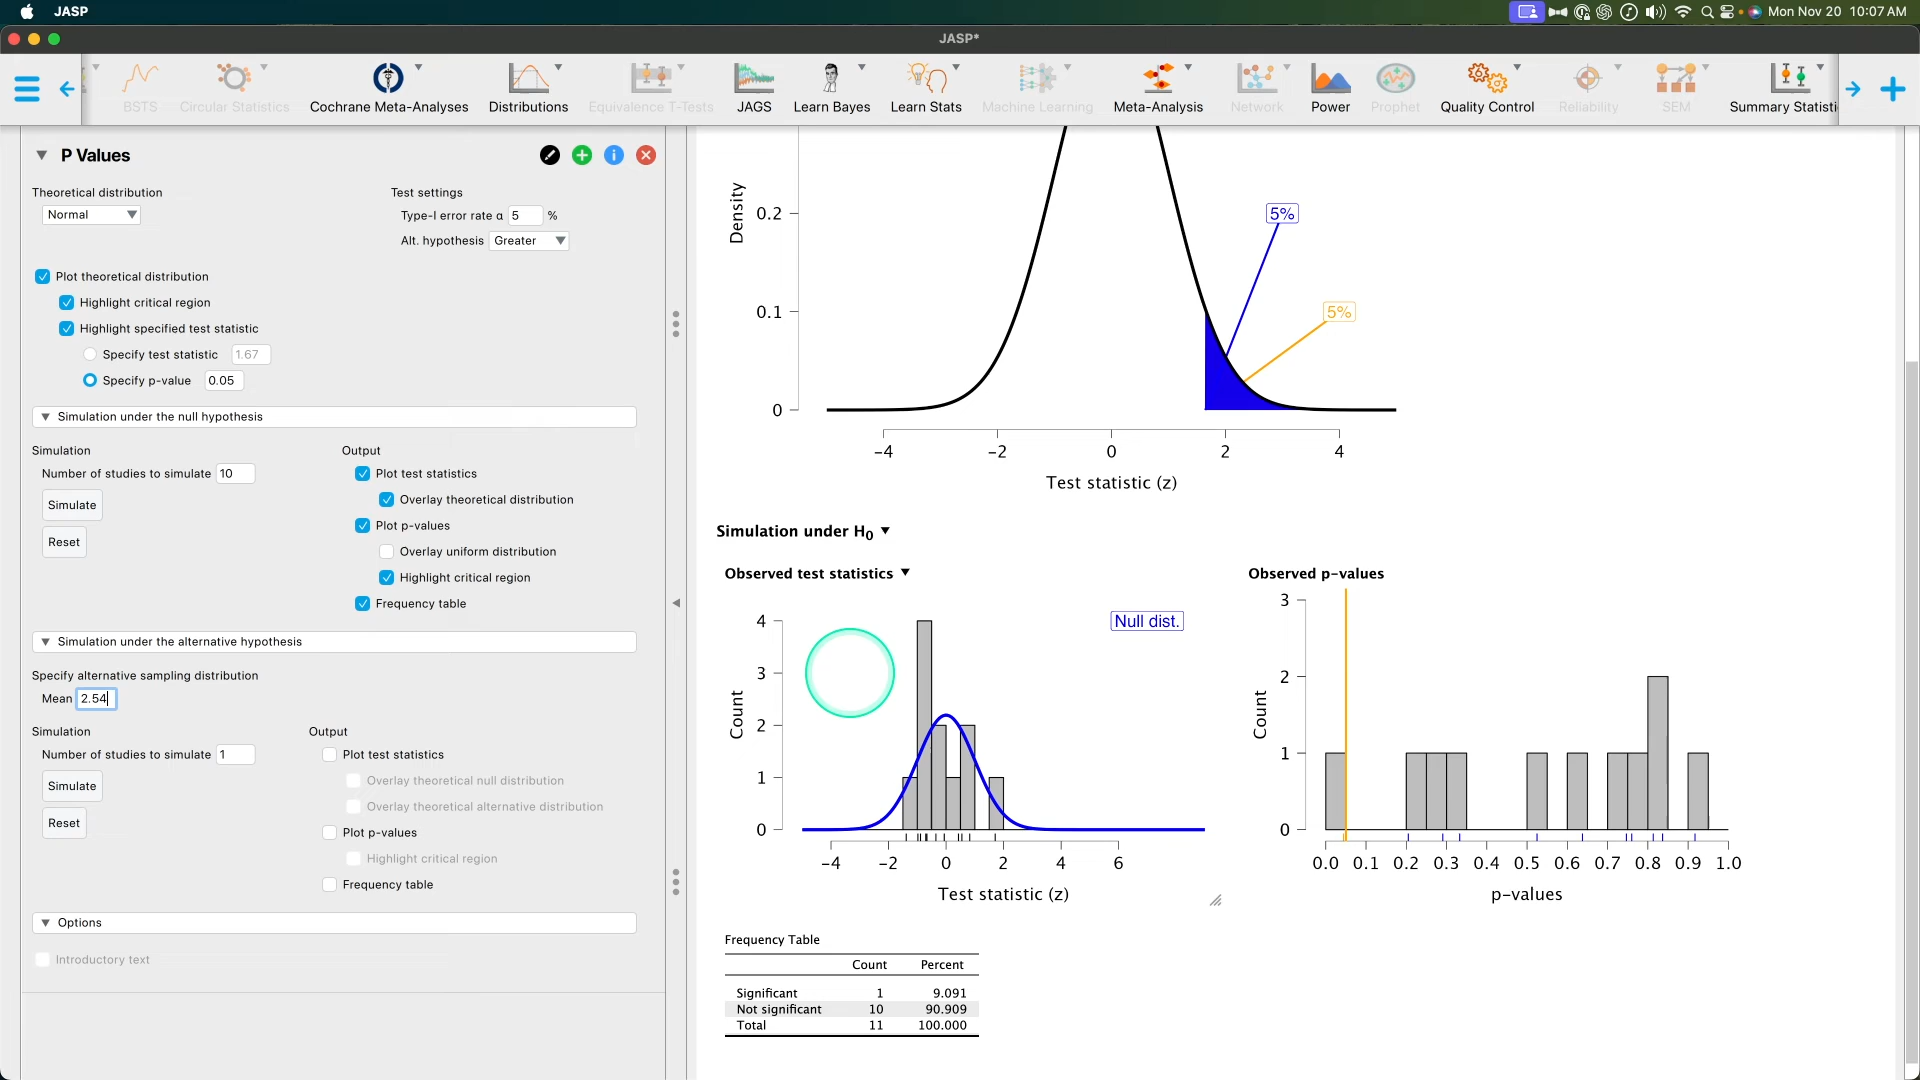 JASP
Mon Nov 20 10:07 AM
JASP*
BSTS
Circular Statistics
Cochrane Meta-Analyses
Distributions
Equivalence T-Tests
JAGS
Learn Bayes
Learn Stats
Machine Learning
Meta-Analysis
Network
Power
Prophet
Quality Control
Reliability
SEM
Summary Statisti
P Values
Theoretical distribution
Normal
Test settings
Type-I error rate α 5 %
Alt. hypothesis Greater
Plot theoretical distribution
Highlight critical region
Highlight specified test statistic
Specify test statistic 1.67
Specify p-value 0.05
Simulation under the null hypothesis
Simulation
Number of studies to simulate 10
Simulate
Reset
Output
Plot test statistics
Overlay theoretical distribution
Plot p-values
Overlay uniform distribution
Highlight critical region
Frequency table
Simulation under the alternative hypothesis
Specify alternative sampling distribution
Mean 2.54
Simulation
Number of studies to simulate 1
Simulate
Reset
Output
Plot test statistics
Overlay theoretical null distribution
Overlay theoretical alternative distribution
Plot p-values
Highlight critical region
Frequency table
Options
Introductory text
Density
0.2
0.1
0
5%
5%
-4 -2 0 2 4
Test statistic (z)
Simulation under H0
Observed test statistics
Null dist.
Count
4
3
2
1
0
-4 -2 0 2 4 6
Test statistic (z)
Observed p-values
Count
3
2
1
0
0.0 0.1 0.2 0.3 0.4 0.5 0.6 0.7 0.8 0.9 1.0
p-values
Frequency Table
Count Percent
Significant 1 9.091
Not significant 10 90.909
Total 11 100.000